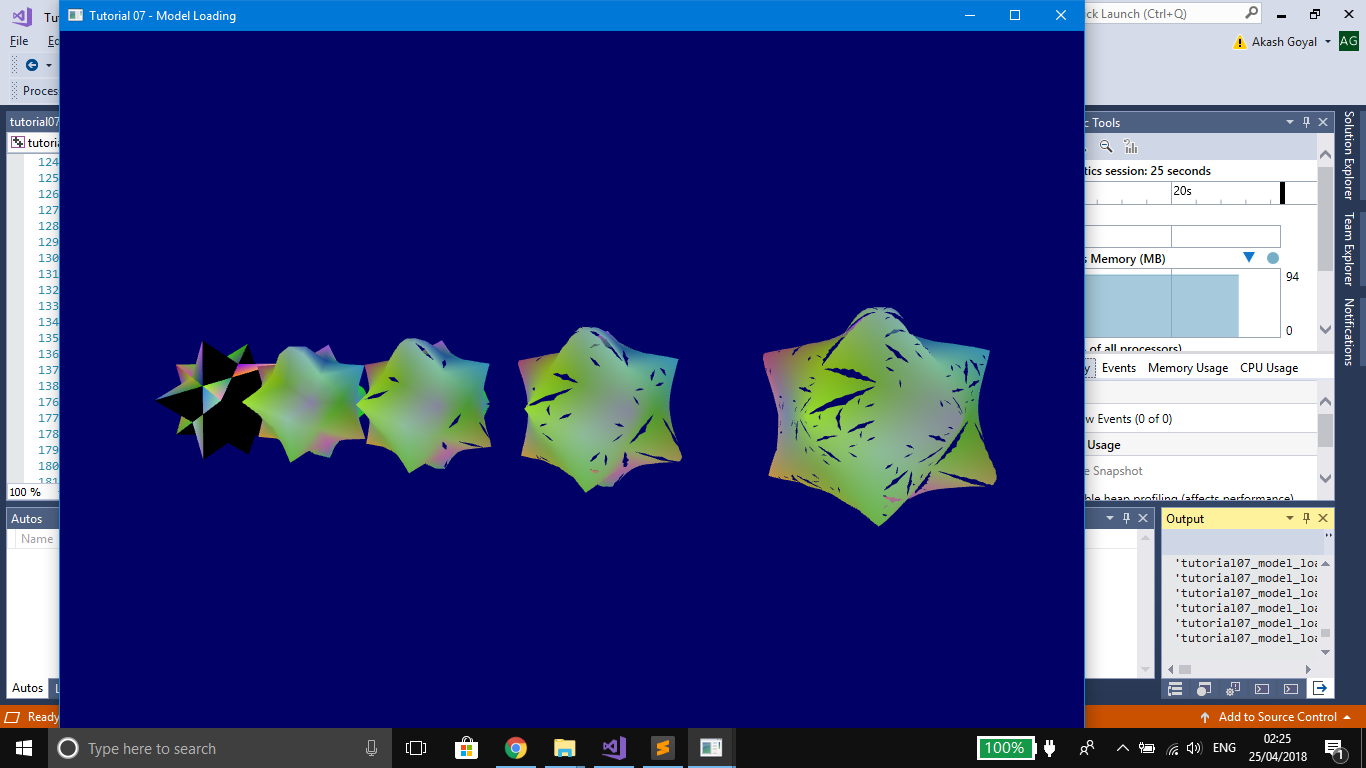 Tu
Tutorial 07 - Model Loading
ck Launch (Ctrl+Q)
File
Ed
Akash Goyal
AG
Proces
tutorial07
c Tools
tutoria
124
125
126
127
128
129
130
131
132
133
134
135
136
137
138
176
177
178
179
180
181
100 %
tics session: 25 seconds
20s
s Memory (MB)
94
0
of all processors)
y
Events
Memory Usage
CPU Usage
w Events (0 of 0)
Usage
e Snapshot
ble heap profiling (affects performance)
Solution Explorer
Team Explorer
Notifications
Autos
Name
Autos
L
Output
'tutorial07_model_loa
'tutorial07_model_loa
'tutorial07_model_loa
'tutorial07_model_loa
'tutorial07_model_loa
'tutorial07_model_loa
Ready
Add to Source Control
Type here to search
100%
ENG
02:25
25/04/2018
1